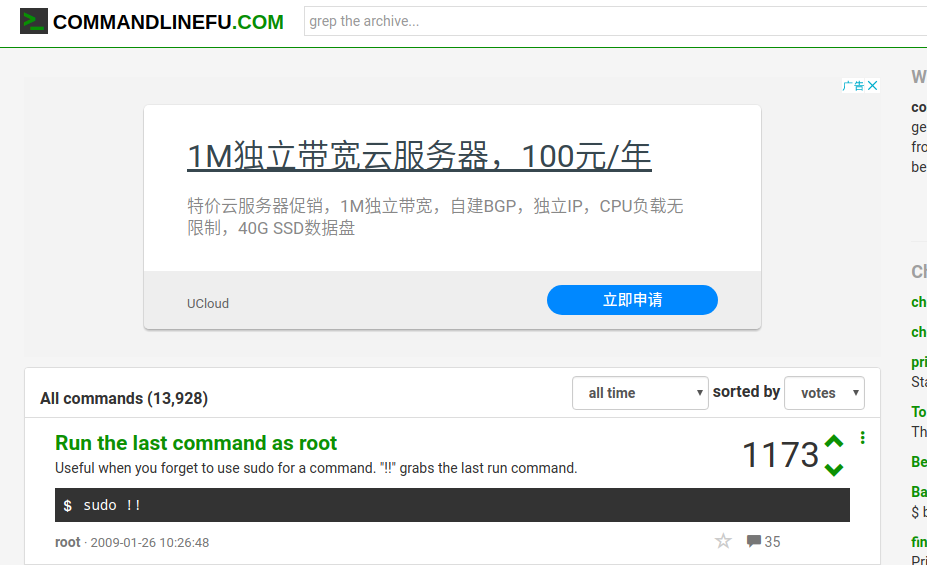 COMMANDLINEFU.COM
grep the archive...
广告
1M独立带宽云服务器，100元/年
特价云服务器促销，1M独立带宽，自建BGP，独立IP，CPU负载无
限制，40G SSD数据盘
UCloud
立即申请
All commands (13,928)
all time
sorted by
votes
Run the last command as root
Useful when you forget to use sudo for a command. "!!" grabs the last run command.
1173
$ sudo !!
root · 2009-01-26 10:26:48
35
W
co
ge
fro
be
Ch
ch
ch
pri
Sta
To
Th
Be
Ba
$ b
fin
Pri